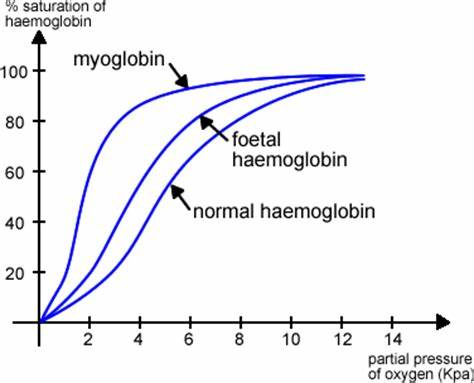 % saturation of
haemoglobin
100
80
60
40
20
myoglobin
foetal
haemoglobin
normal haemoglobin
2 4 6 8 10 12 14
partial pressure
of oxygen (Kpa)